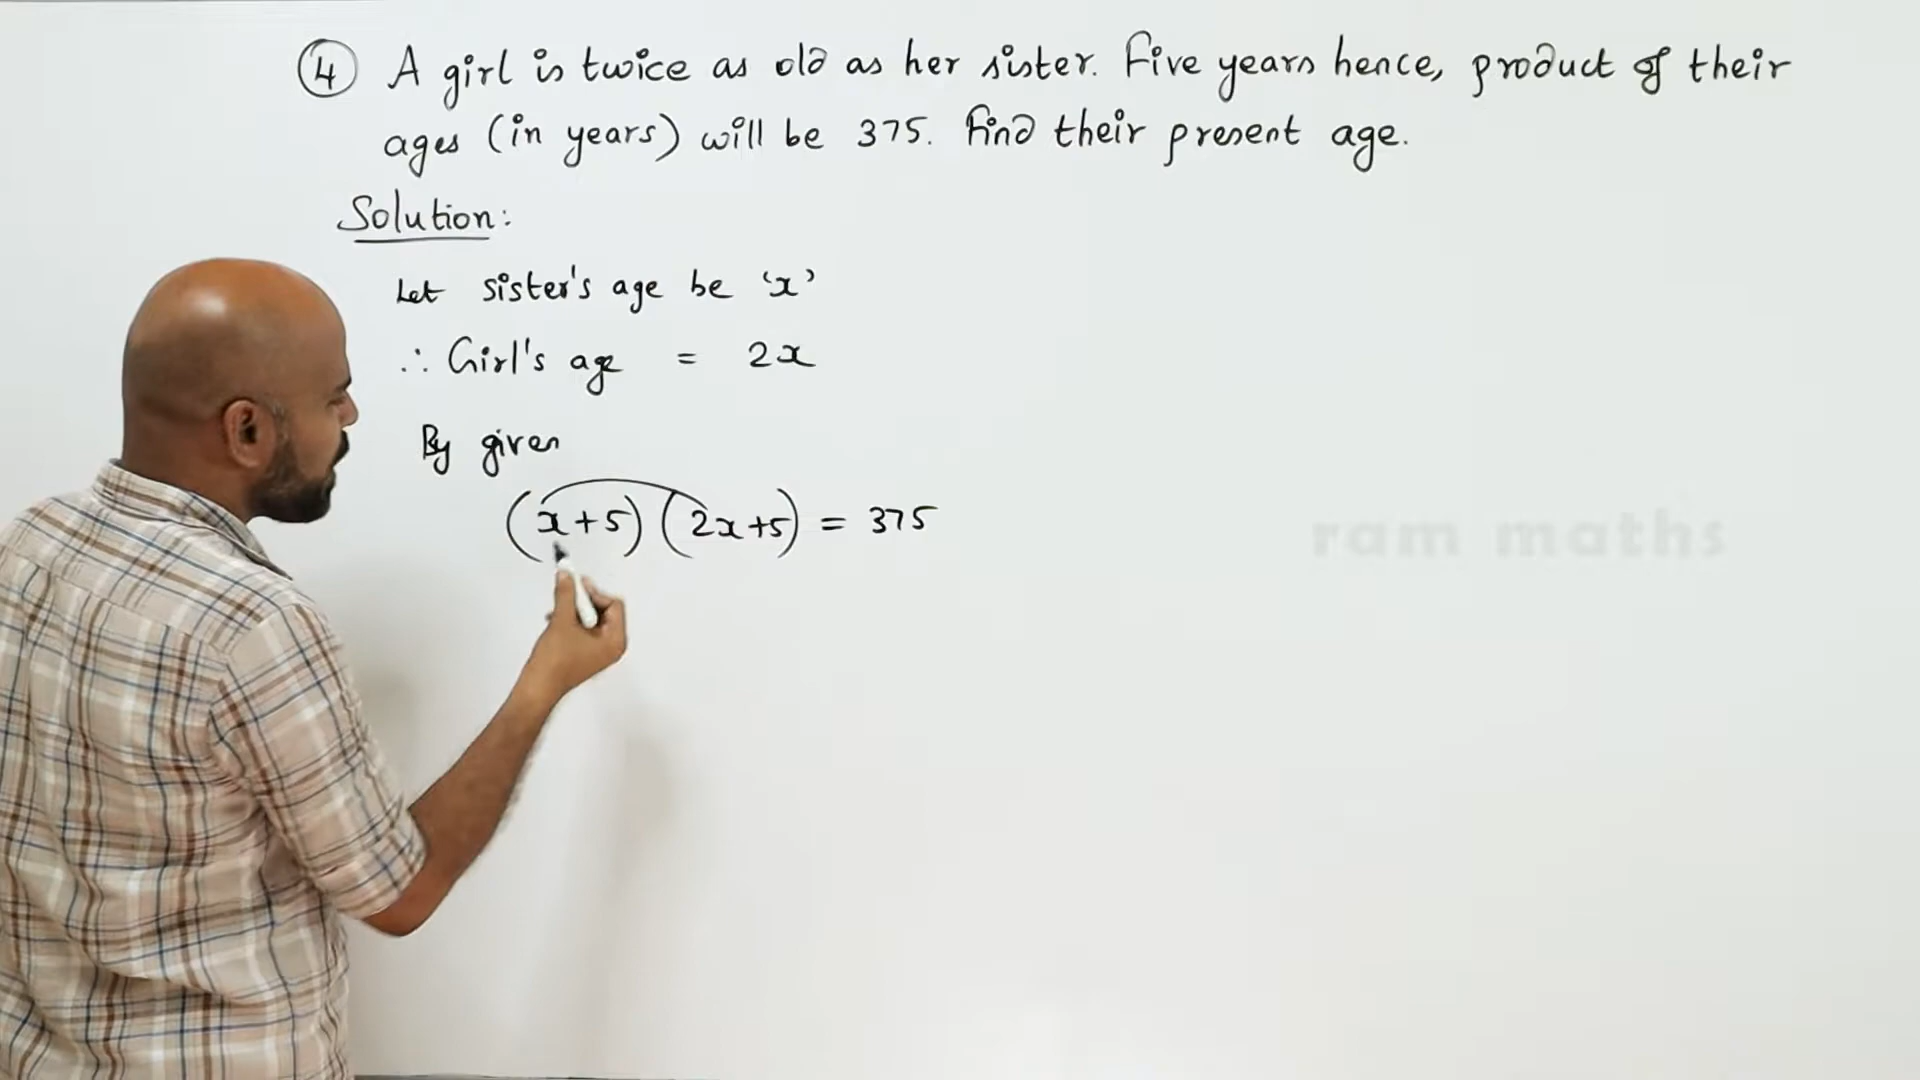 4 A girl is twice as old as her sister. Five years hence, product of their
ages (in years) will be 375. Find their present age.
Solution:
Let sister's age be 'x'
∴ Girl's age = 2x
By given
(x+5) (2x+5) = 375
ram maths